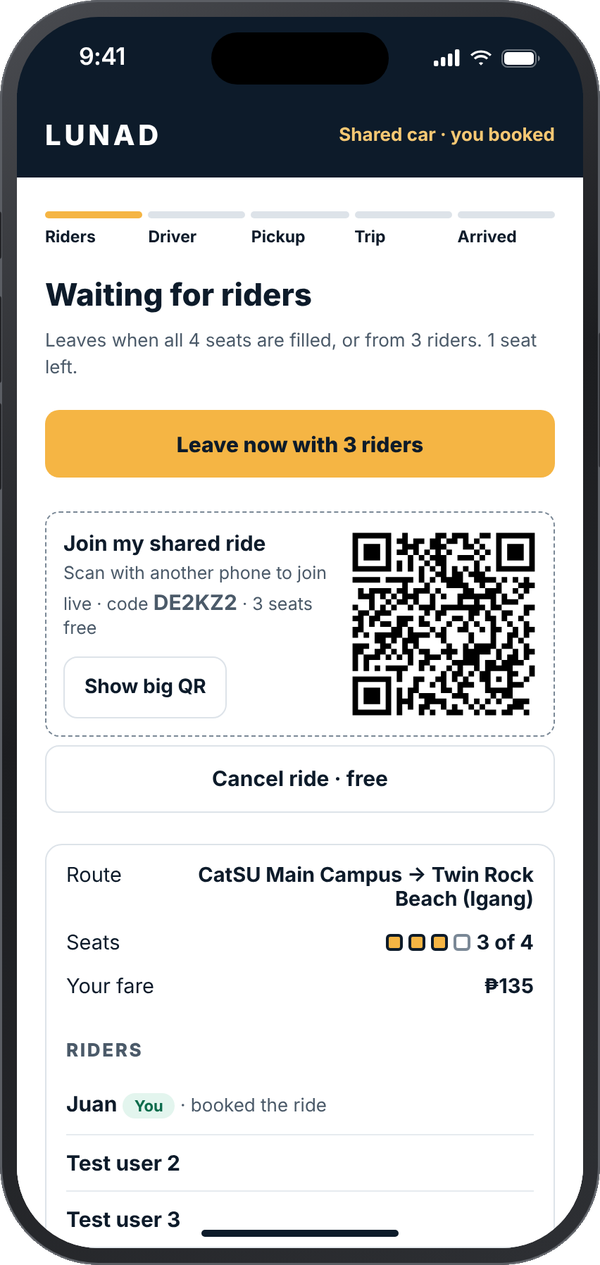 9:41
LUNAD
Shared car · you booked
Riders
Driver
Pickup
Trip
Arrived
Waiting for riders
Leaves when all 4 seats are filled, or from 3 riders. 1 seat
left.
Leave now with 3 riders
Join my shared ride
Scan with another phone to join
live · code DE2KZ2 · 3 seats
free
Show big QR
Cancel ride · free
Route
CatSU Main Campus → Twin Rock
Beach (Igang)
Seats
3 of 4
Your fare
₱135
RIDERS
Juan You · booked the ride
Test user 2
Test user 3